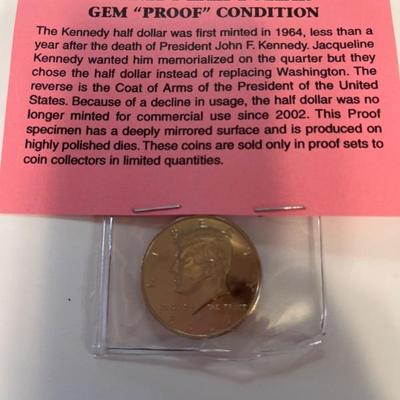 GEM “PROOF” CONDITION
The Kennedy half dollar was first minted in 1964, less than a
year after the death of President John F. Kennedy. Jacqueline
Kennedy wanted him memorialized on the quarter but they
chose the half dollar instead of replacing Washington. The
reverse is the Coat of Arms of the President of the United
States. Because of a decline in usage, the half dollar was no
longer minted for commercial use since 2002. This Proof
specimen has a deeply mirrored surface and is produced on
highly polished dies. These coins are sold only in proof sets to
coin collectors in limited quantities.